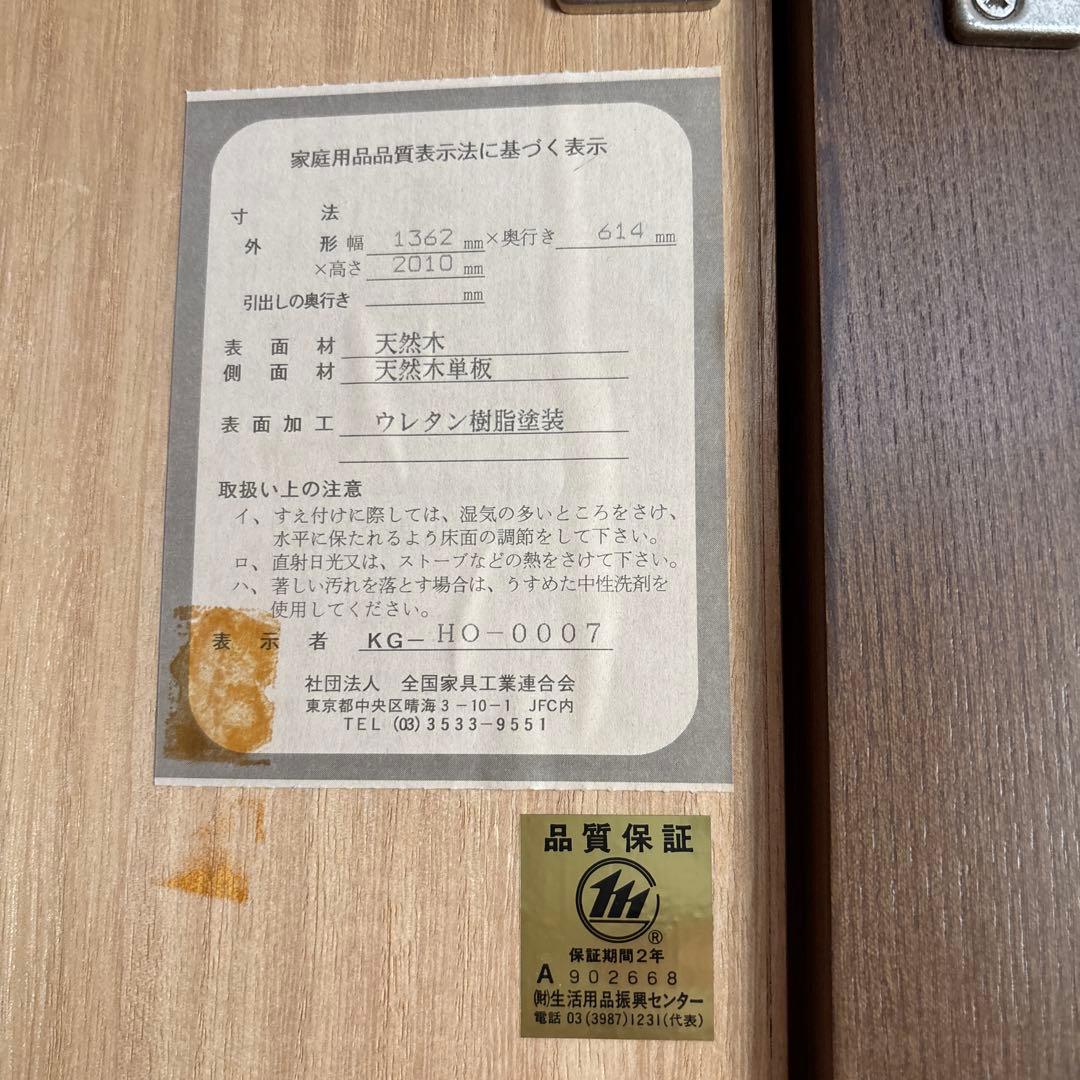 家庭用品品質表示法に基づく表示
寸法
外形 幅 1362 mm×奥行き 614 mm
×高さ 2010 mm
引出しの奥行き mm
表面材 天然木
側面材 天然木単板
表面加工 ウレタン樹脂塗装
取扱い上の注意
イ、すえ付けに際しては、湿気の多いところをさけ、
水平に保たれるよう床面の調節をして下さい。
ロ、直射日光又は、ストーブなどの熱をさけて下さい。
ハ、著しい汚れを落とす場合は、うすめた中性洗剤を
使用してください。
表示者 KG-HO-0007
社団法人 全国家具工業連合会
東京都中央区晴海3-10-1 JFC内
TEL (03)3533-9551
品質保証
®
保証期間2年
A 902668
㈶生活用品振興センター
電話 03(3987)1231(代表)